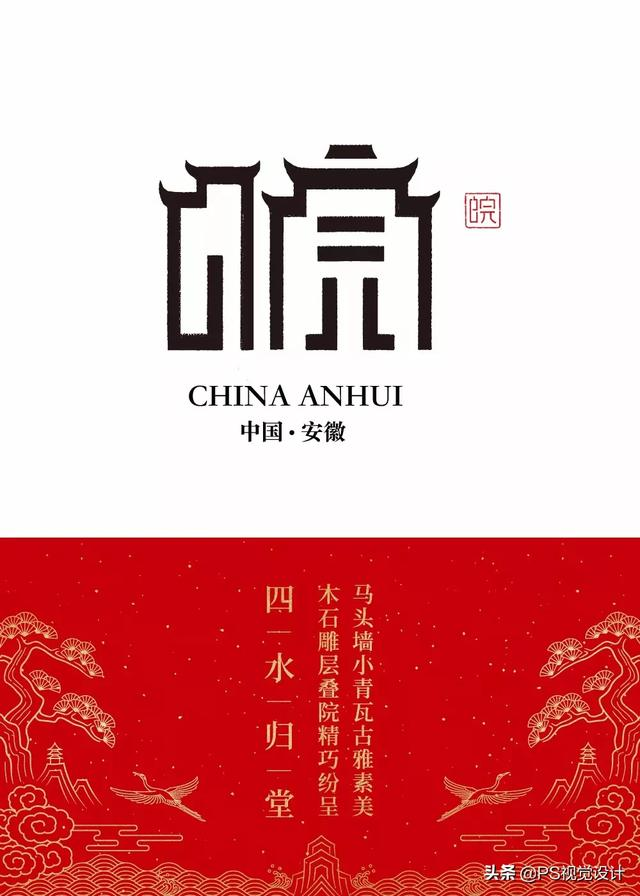 皖
皖
CHINA ANHUI
中国·安徽
马头墙小青瓦古雅素美
木石雕层叠院精巧纷呈
四水归堂
头条@PS视觉设计